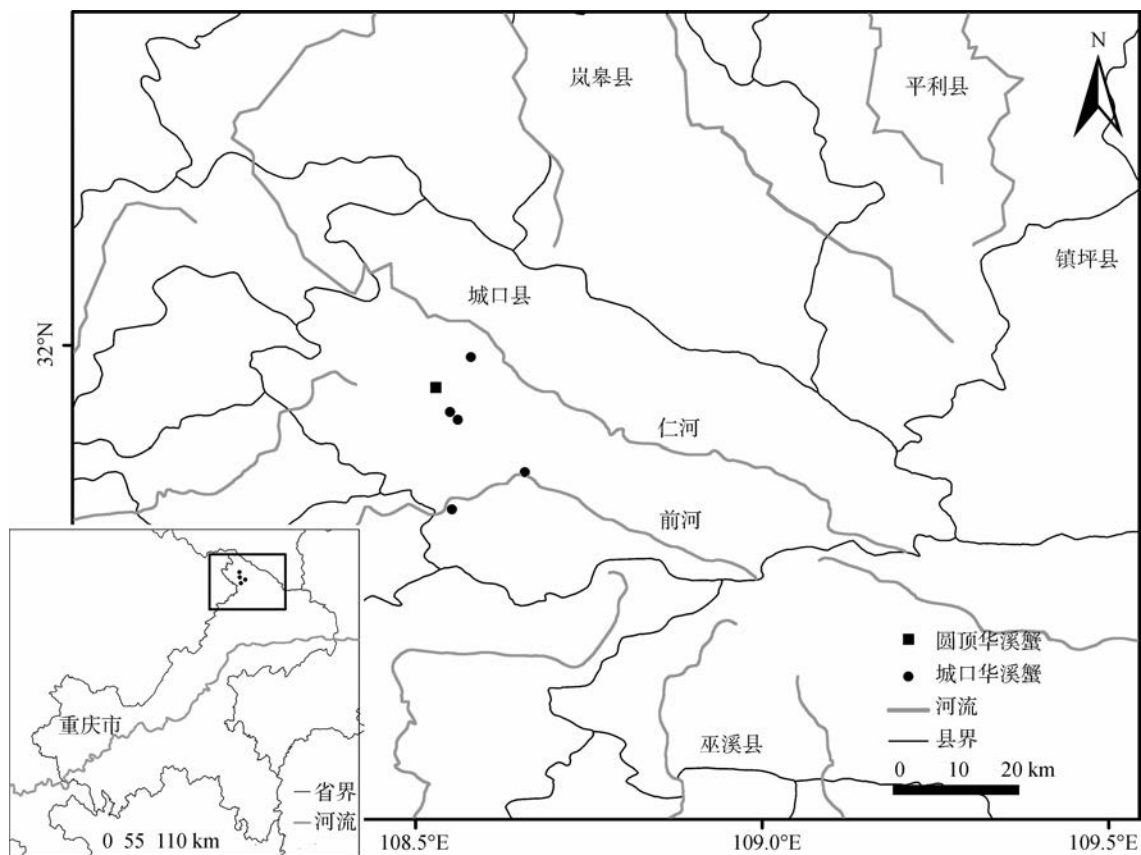 N
岚皋县
平利县
镇坪县
城口县
32°N
仁河
前河
圆顶华溪蟹
城口华溪蟹
河流
县界
0 10 20 km
巫溪县
重庆市
省界
河流
0 55 110 km
108.5°E
109.0°E
109.5°E